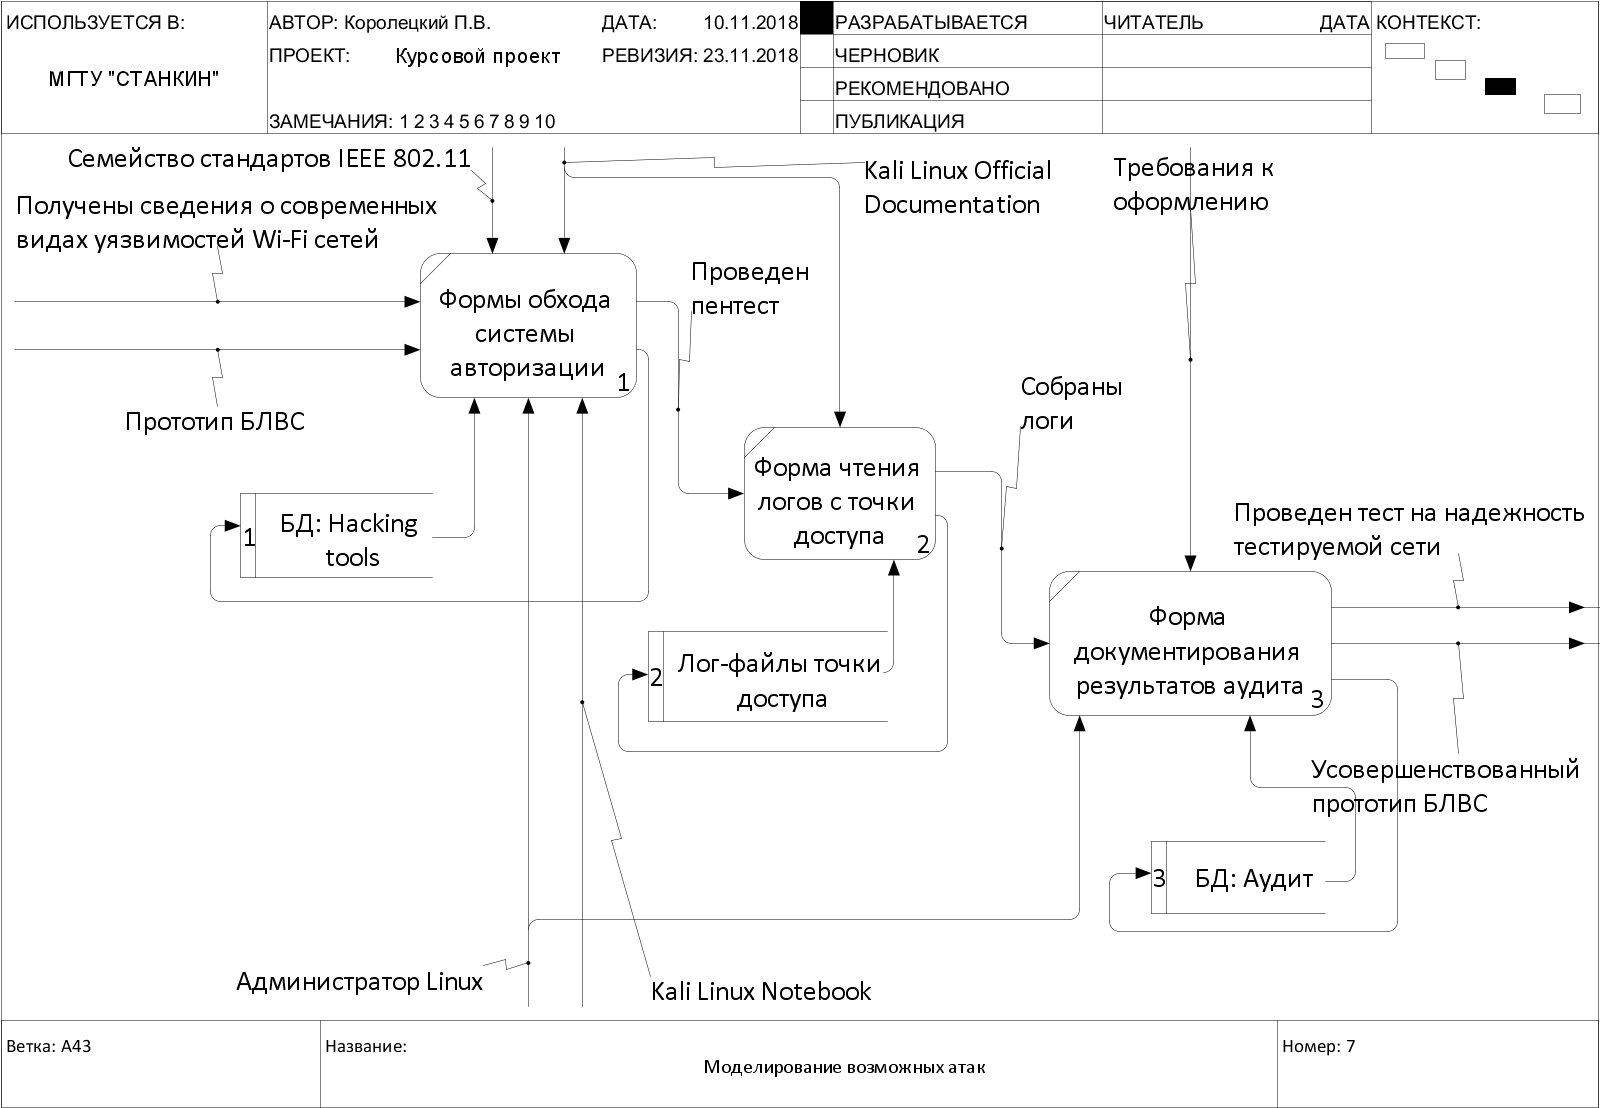 ИСПОЛЬЗУЕТСЯ В:
МГТУ "СТАНКИН"
АВТОР: Королецкий П.В.
ДАТА: 10.11.2018
ПРОЕКТ: Курсовой проект
РЕВИЗИЯ: 23.11.2018
ЗАМЕЧАНИЯ: 1 2 3 4 5 6 7 8 9 10
РАЗРАБАТЫВАЕТСЯ
ЧЕРНОВИК
РЕКОМЕНДОВАНО
ПУБЛИКАЦИЯ
ЧИТАТЕЛЬ
ДАТА
КОНТЕКСТ:
Семейство стандартов IEEE 802.11
Получены сведения о современных
видах уязвимостей Wi-Fi сетей
Прототип БЛВС
Kali Linux Official
Documentation
Требования к
оформлению
Формы обхода
системы
авторизации
1
Проведен
пентест
1
БД: Hacking
tools
Форма чтения
логов с точки
доступа
2
Собраны
логи
2
Лог-файлы точки
доступа
Форма
документирования
результатов аудита
3
Проведен тест на надежность
тестируемой сети
Усовершенствованный
прототип БЛВС
3
БД: Аудит
Администратор Linux
Kali Linux Notebook
Ветка: A43
Название:
Моделирование возможных атак
Номер: 7